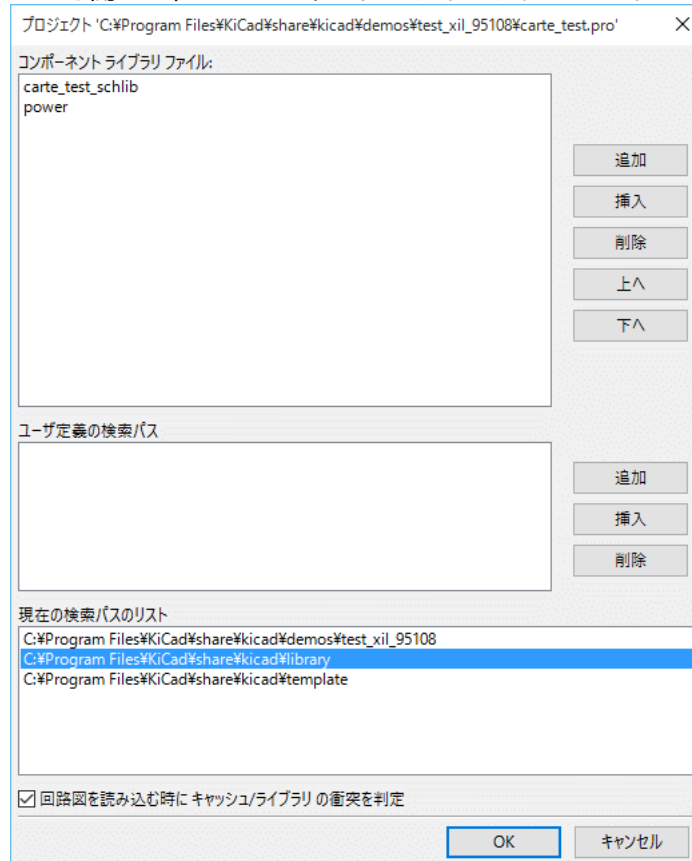 プロジェクト 'C:¥Program Files¥KiCad¥share¥kicad¥demos¥test_xil_95108¥carte_test.pro'
コンポーネント ライブラリ ファイル:
carte_test_schlib
power
追加
挿入
削除
上へ
下へ
ユーザ定義の検索パス
追加
挿入
削除
現在の検索パスのリスト
C:¥Program Files¥KiCad¥share¥kicad¥demos¥test_xil_95108
C:¥Program Files¥KiCad¥share¥kicad¥library
C:¥Program Files¥KiCad¥share¥kicad¥template
回路図を読み込む時に キャッシュ/ライブラリ の衝突を判定
OK
キャンセル